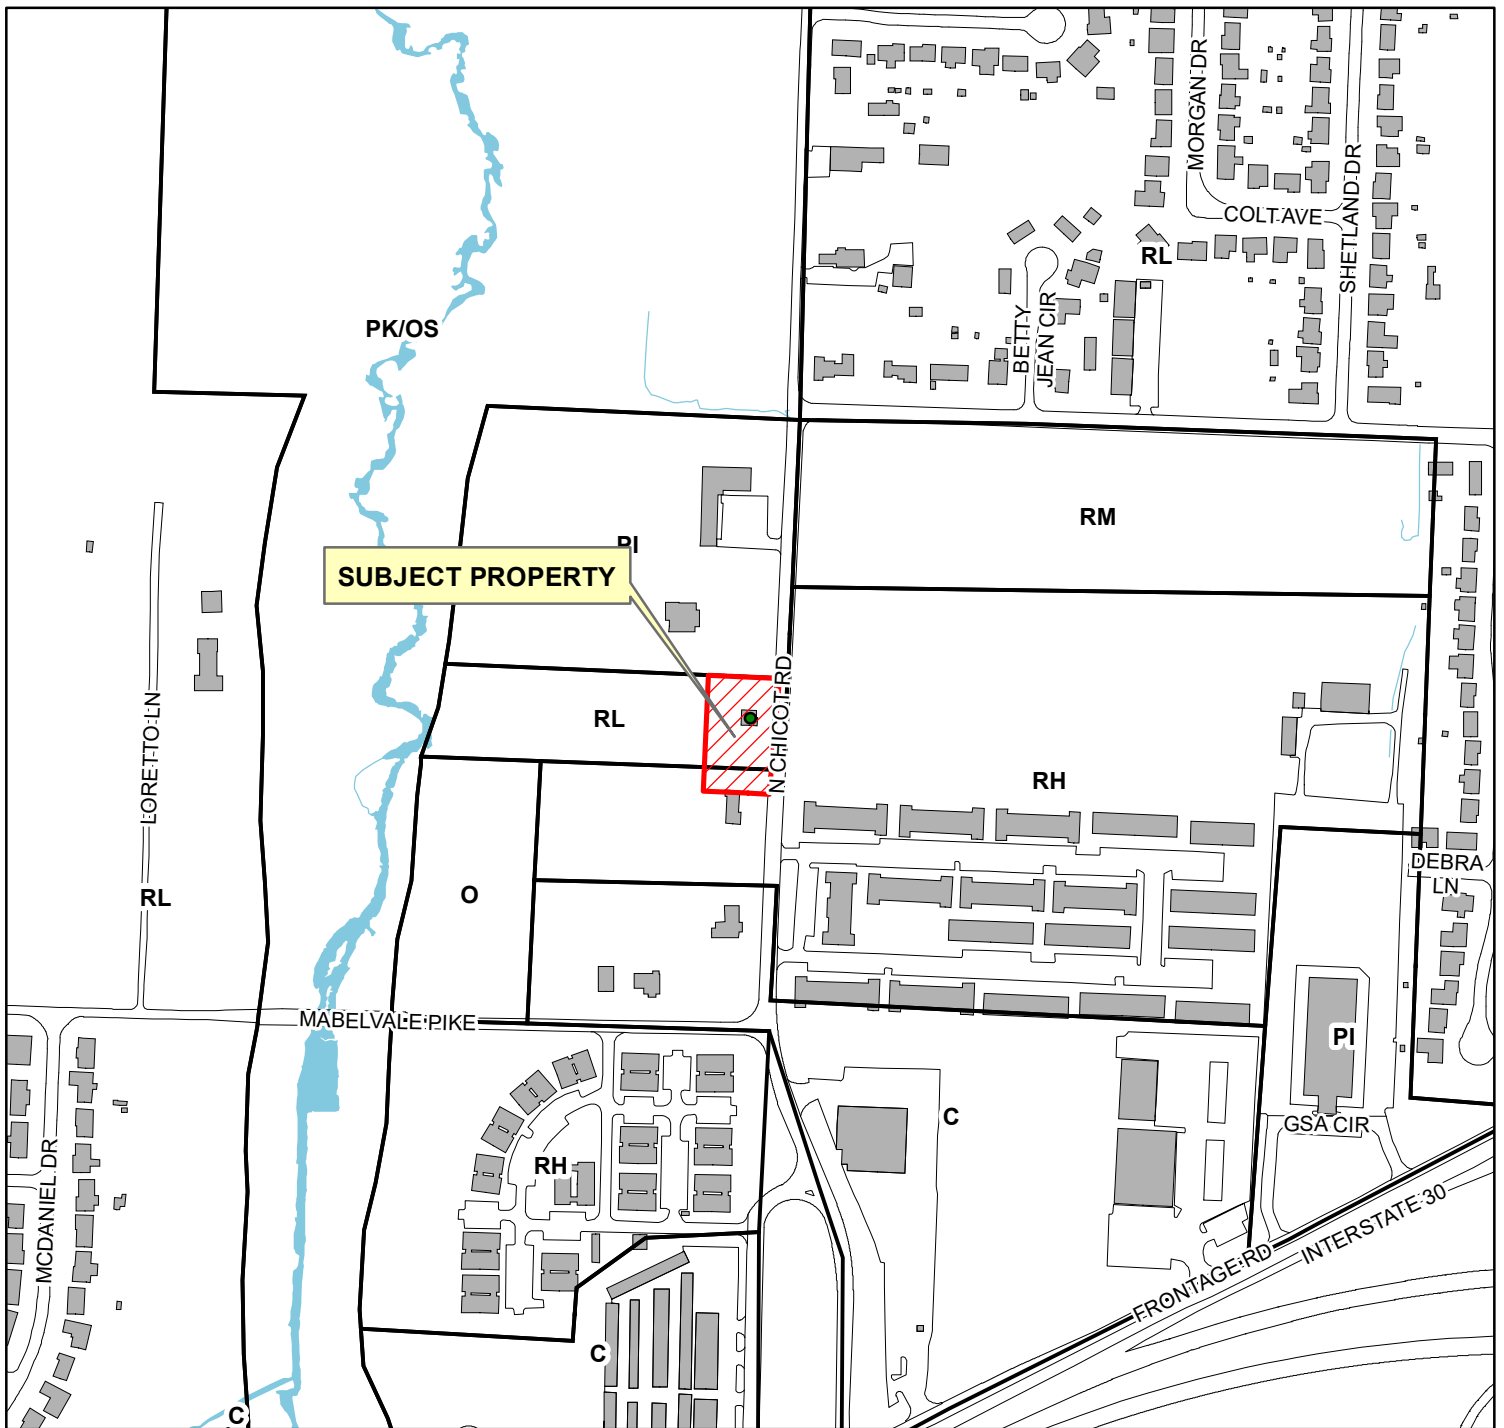 MORGAN DR
COLT AVE
SHETLAND DR
RL
BETTY
JEAN CIR
PK/OS
RM
PI
SUBJECT PROPERTY
N CHICOT RD
RL
LORETTO LN
RH
RL
O
DEBRA
LN
MABELVALE PIKE
PI
C
GSA CIR
MCDANIEL DR
RH
INTERSTATE 30
FRONTAGE RD
C
C